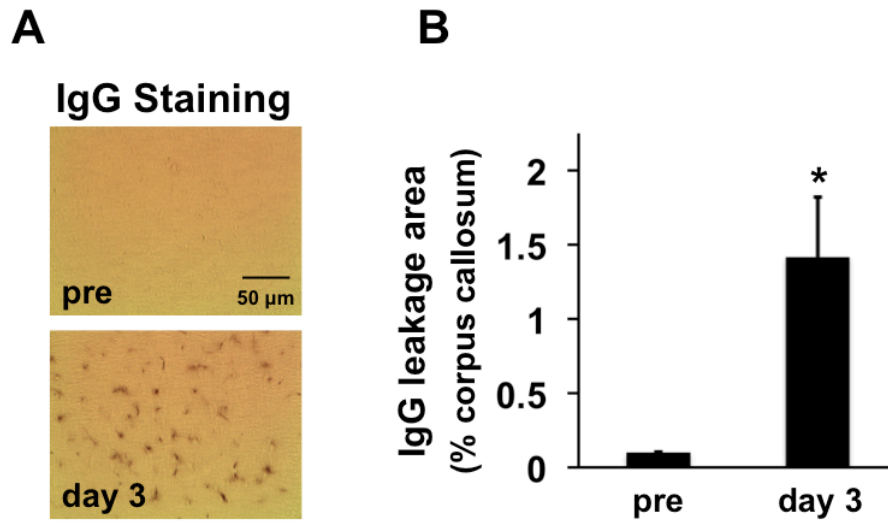 A
IgG Staining
pre
50 μm
day 3
B
IgG leakage area
(% corpus callosum)
2
1.5
1
0.5
0
*
pre
day 3